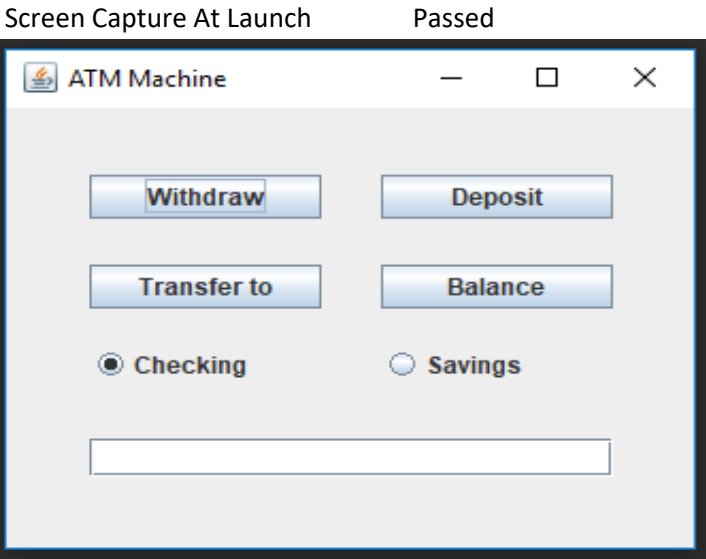 Screen Capture At Launch Passed
ATM Machine
Withdraw Deposit
Transfer to Balance
Checking Savings